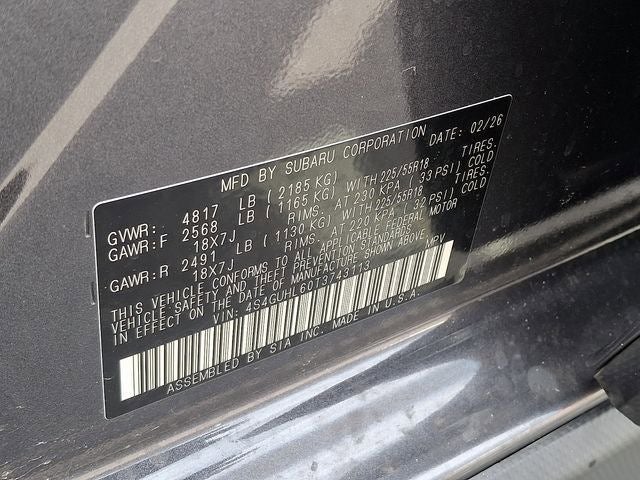 MFD BY SUBARU CORPORATION DATE: 02/26
GVWR: 4817 LB ( 2185 KG)
GAWR:F 2568 LB ( 1165 KG) WITH 225/55R18 TIRES.
18X7J RIMS. AT 230 KPA ( 33 PSI) COLD
GAWR:R 2491 LB ( 1130 KG) WITH 225/55R18 TIRES.
18X7J RIMS. AT 220 KPA ( 32 PSI) COLD
THIS VEHICLE CONFORMS TO ALL APPLICABLE FEDERAL MOTOR
VEHICLE SAFETY AND THEFT PREVENTION STANDARDS
IN EFFECT ON THE DATE OF MANUFACTURE SHOWN ABOVE.
VIN: 4S4GUHL60T3743113 MPV
ASSEMBLED BY SIA INC. MADE IN U.S.A.